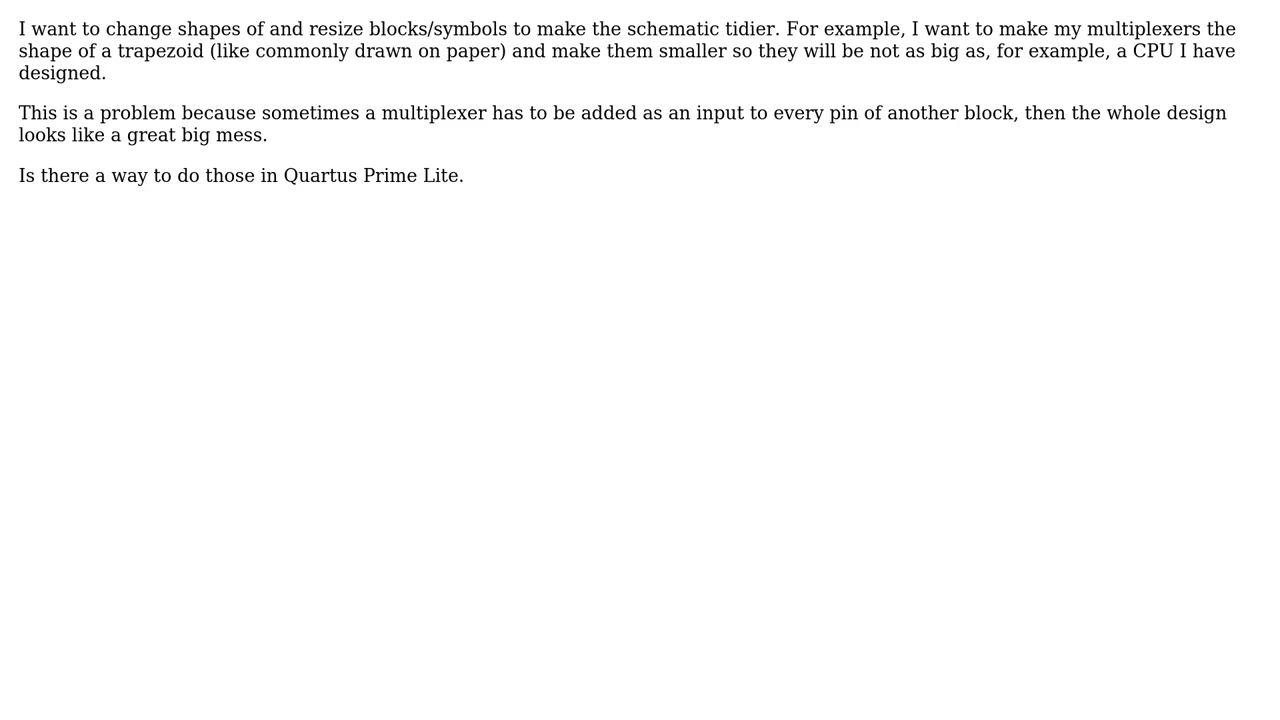 I want to change shapes of and resize blocks/symbols to make the schematic tidier. For example, I want to make my multiplexers the
shape of a trapezoid (like commonly drawn on paper) and make them smaller so they will be not as big as, for example, a CPU I have
designed.
This is a problem because sometimes a multiplexer has to be added as an input to every pin of another block, then the whole design
looks like a great big mess.
Is there a way to do those in Quartus Prime Lite.